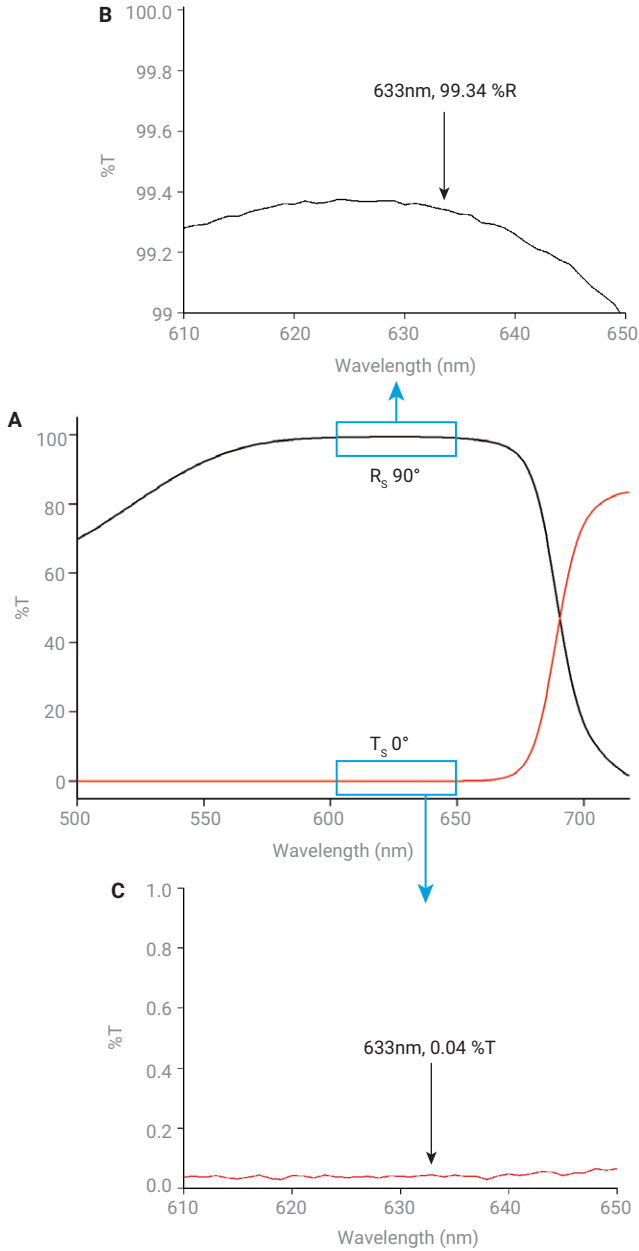 B
100.0
99.8
99.6
99.4
99.2
99
%T
633nm, 99.34 %R
610
620
630
640
650
Wavelength (nm)
A
100
80
60
40
20
0
%T
Rs 90°
Ts 0°
500
550
600
650
700
Wavelength (nm)
C
1.0
0.8
0.6
0.4
0.2
0.0
%T
633nm, 0.04 %T
610
620
630
640
650
Wavelength (nm)